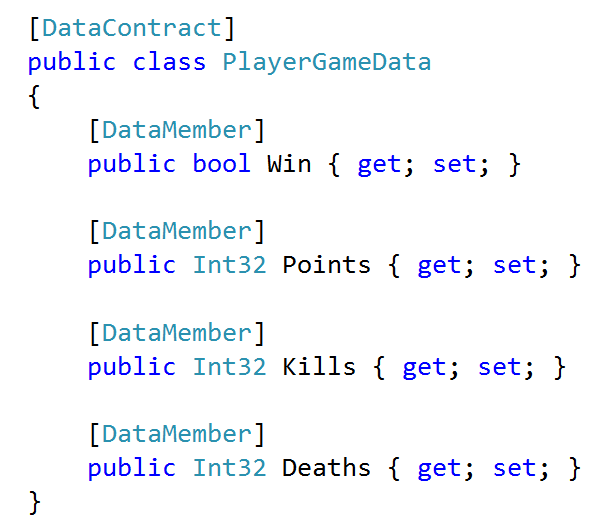 [DataContract]
public class PlayerGameData
{
[DataMember]
public bool Win { get; set; }
[DataMember]
public Int32 Points { get; set; }
[DataMember]
public Int32 Kills { get; set; }
[DataMember]
public Int32 Deaths { get; set; }
}